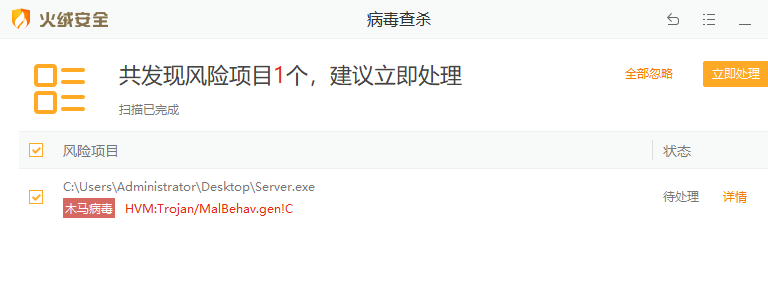 火绒安全
病毒查杀
共发现风险项目1个，建议立即处理
全部忽略
立即处理
扫描已完成
风险项目
状态
C:\Users\Administrator\Desktop\Server.exe
待处理
详情
木马病毒 HVM:Trojan/MalBehav.gen!C